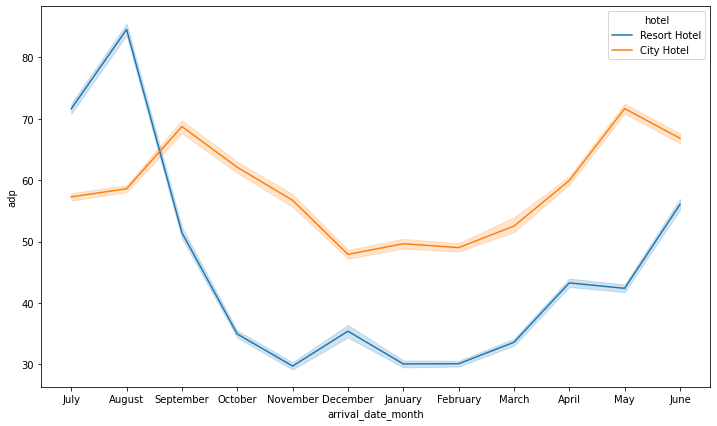 hotel
Resort Hotel
City Hotel
adp
80
70
60
50
40
30
July August September October November December January February March April May June
arrival_date_month